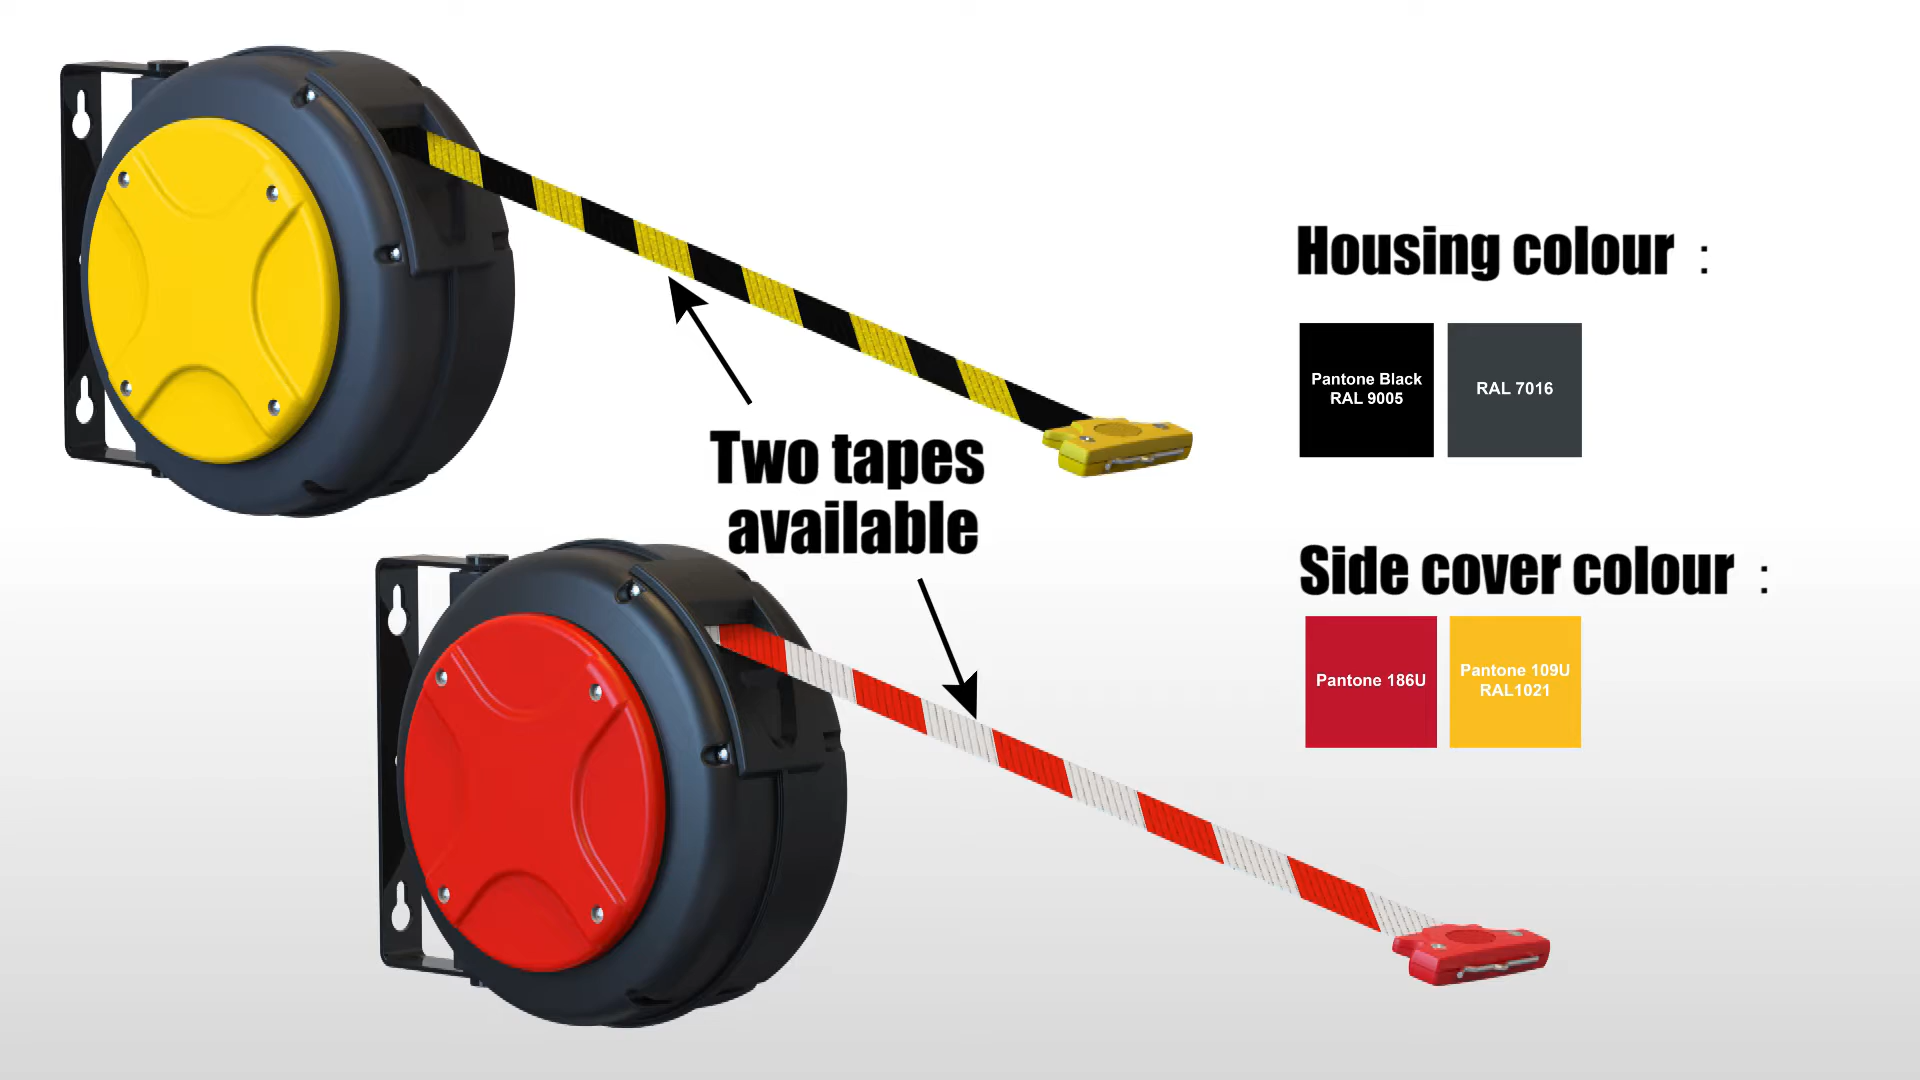 Housing colour :
Pantone Black
RAL 9005
RAL 7016
Two tapes
available
Side cover colour :
Pantone 186U
Pantone 109U
RAL1021